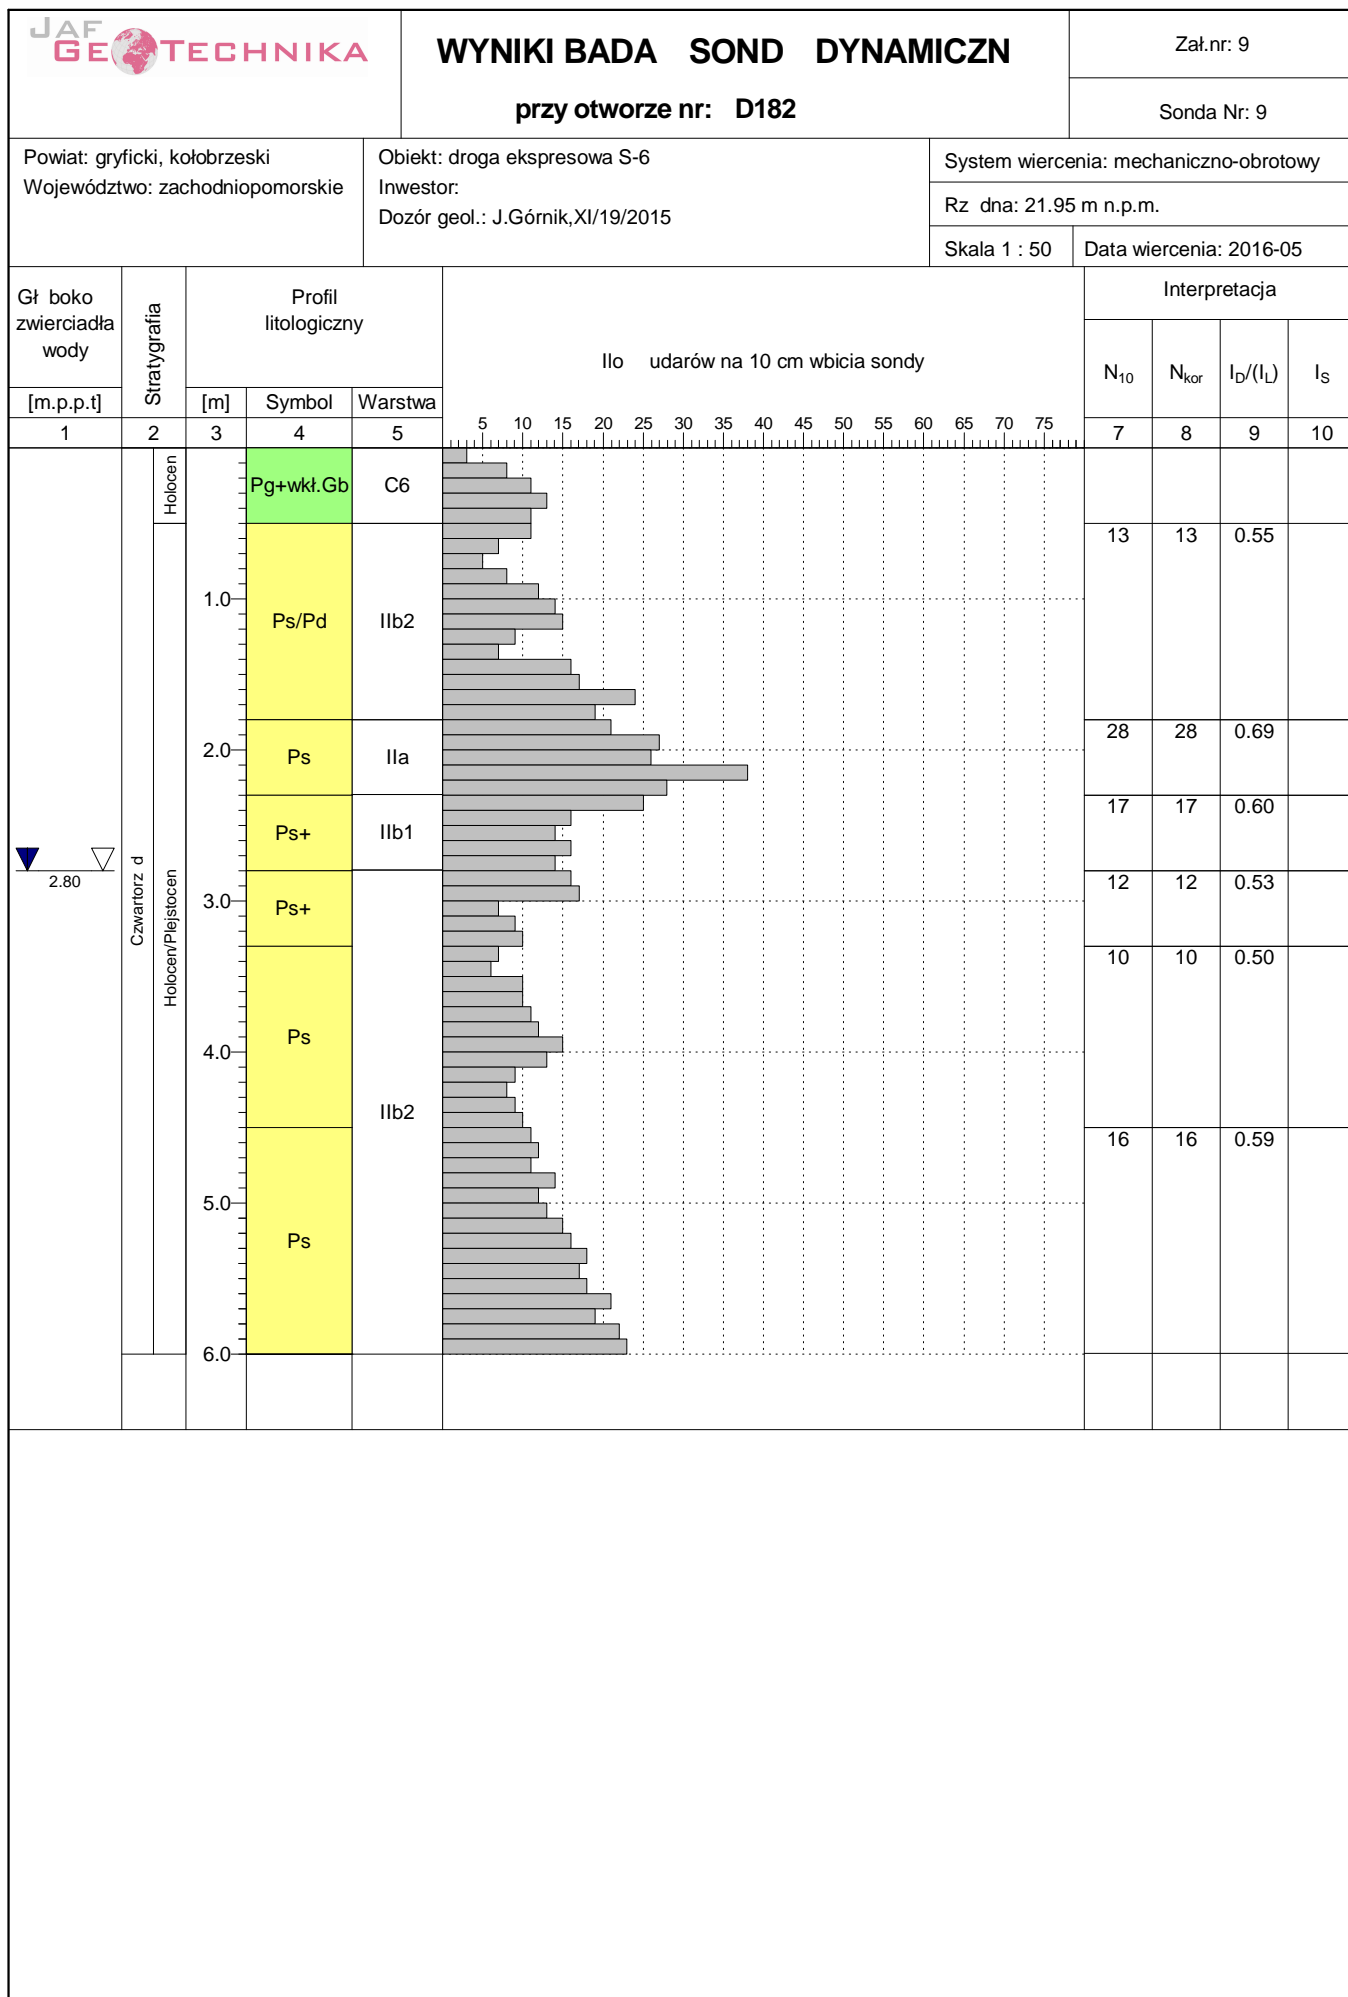 JAF
GEOTECHNIKA
WYNIKI BADA SOND DYNAMICZN
przy otworze nr: D182
Zał.nr: 9
Sonda Nr: 9
Powiat: gryficki, kołobrzeski
Województwo: zachodniopomorskie
Obiekt: droga ekspresowa S-6
Inwestor:
Dozór geol.: J.Górnik,XI/19/2015
System wiercenia: mechaniczno-obrotowy
Rz dna: 21.95 m n.p.m.
Skala 1 : 50
Data wiercenia: 2016-05
Gł boko
zwierciadła
wody
[m.p.p.t]
Stratygrafia
Profil
litologiczny
[m] Symbol Warstwa
Ilo udarów na 10 cm wbicia sondy
Interpretacja
N10 Nkor ID/(IL) IS
5 10 15 20 25 30 35 40 45 50 55 60 65 70 75
1 2 3 4 5 7 8 9 10
Holocen
Pg+wkł.Gb C6
13 13 0.55
1.0
Ps/Pd IIb2
28 28 0.69
2.0
Ps IIa
17 17 0.60
Ps+ IIb1
2.80
12 12 0.53
3.0
Ps+
Czwartorz d
Holocen/Plejstocen
10 10 0.50
Ps
4.0
IIb2
16 16 0.59
5.0
Ps
6.0